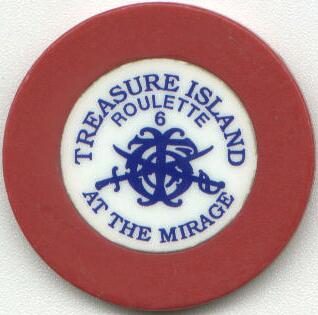 TREASURE ISLAND
ROULETTE
6
AT THE MIRAGE